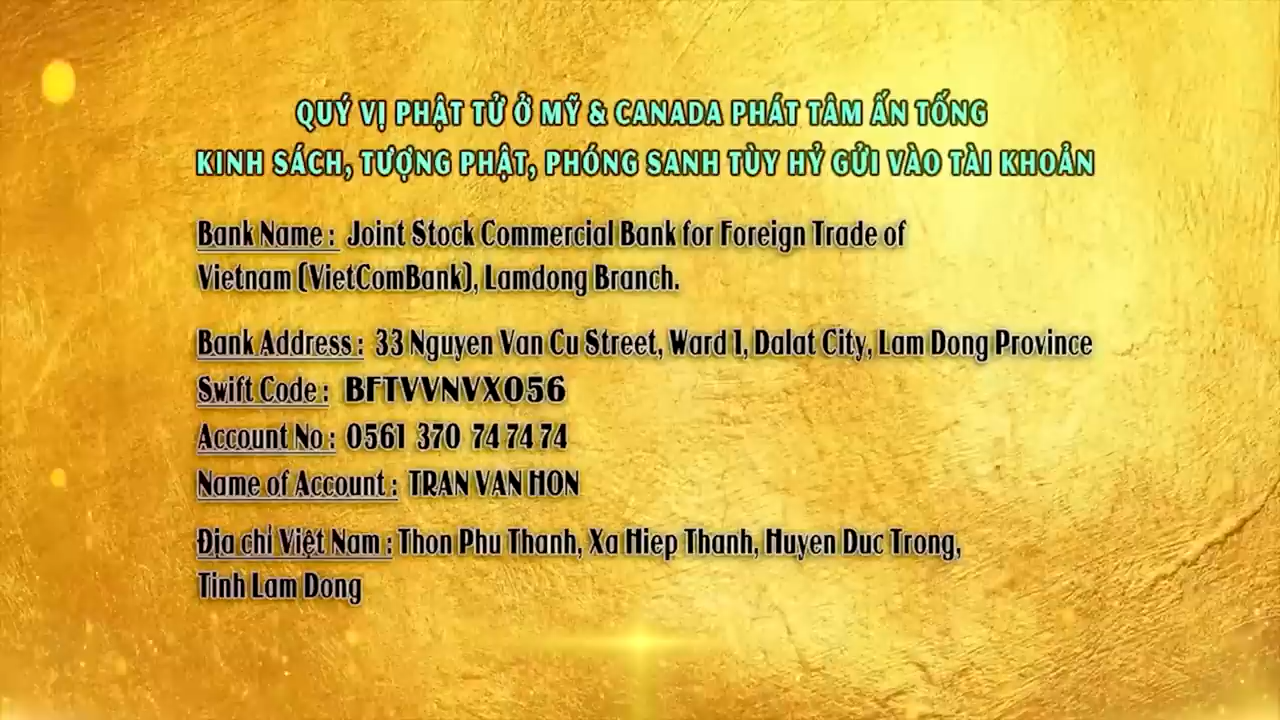 QUÝ VỊ PHẬT TỬ Ở MỸ & CANADA PHÁT TÂM ẤN TỐNG
KINH SÁCH, TƯỢNG PHẬT, PHÓNG SANH TÙY HỶ GỬI VÀO TÀI KHOẢN
Bank Name : Joint Stock Commercial Bank for Foreign Trade of
Vietnam (VietComBank), Lamdong Branch.
Bank Address : 33 Nguyen Van Cu Street, Ward 1, Dalat City, Lam Dong Province
Swift Code : BFTVVNVX056
Account No : 0561 370 74 74 74
Name of Account : TRAN VAN HON
Địa chỉ Việt Nam : Thon Phu Thanh, Xa Hiep Thanh, Huyen Duc Trong,
Tinh Lam Dong